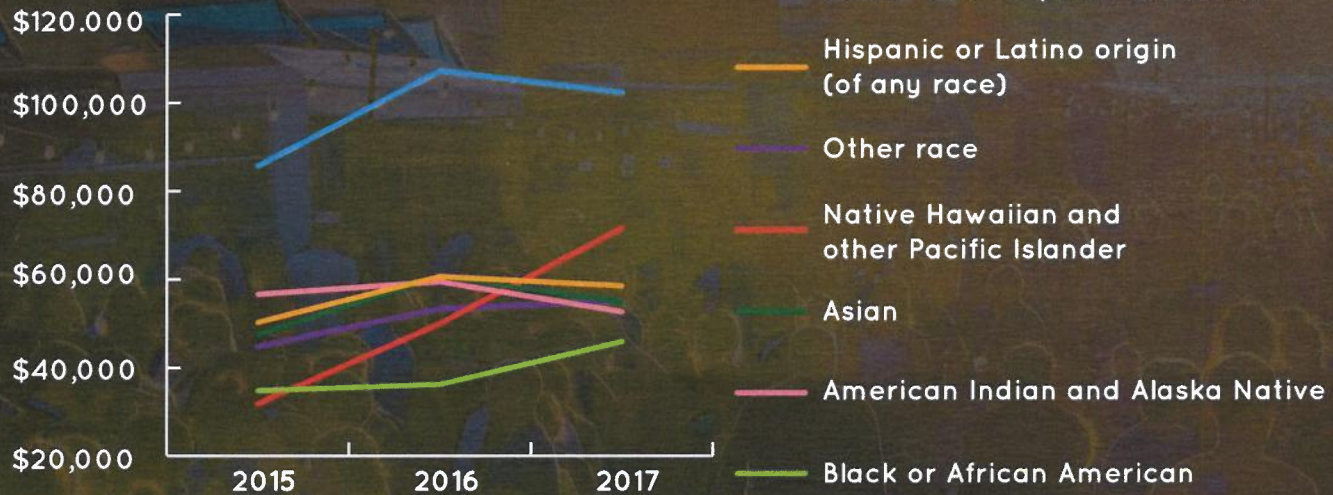 $120.000
$100,000
$80,000
$60,000
$40,000
$20,000
2015 2016 2017
Hispanic or Latino origin
(of any race)
Other race
Native Hawaiian and
other Pacific Islander
Asian
American Indian and Alaska Native
Black or African American